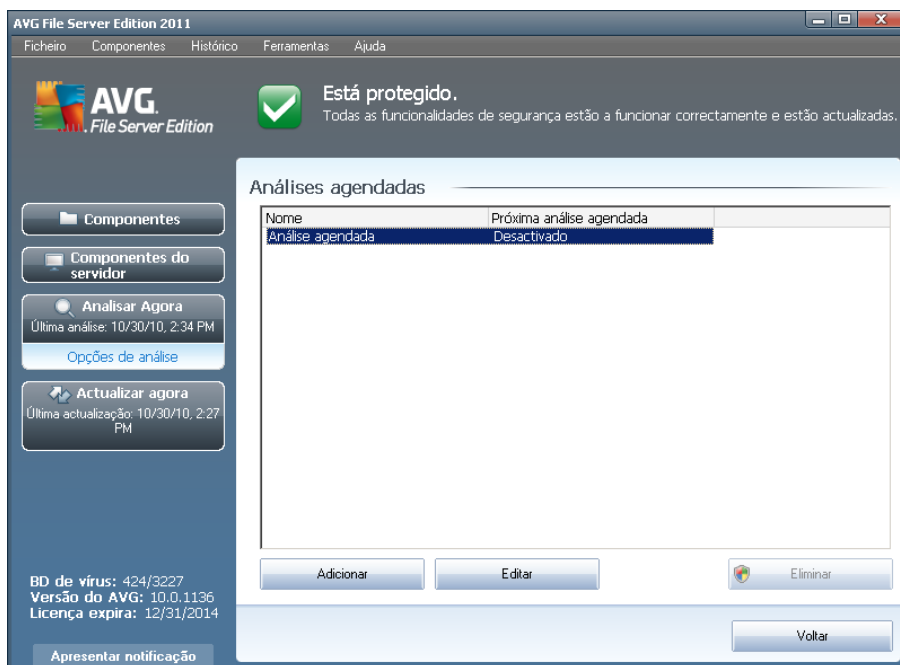 AVG File Server Edition 2011
Ficheiro Componentes Histórico Ferramentas Ajuda
AVG.
File Server Edition
Está protegido.
Todas as funcionalidades de segurança estão a funcionar correctamente e estão actualizadas.
Componentes
Componentes do
servidor
Analisar Agora
Última análise: 10/30/10, 2:34 PM
Opções de análise
Actualizar agora
Última actualização: 10/30/10, 2:27
PM
BD de vírus: 424/3227
Versão do AVG: 10.0.1136
Licença expira: 12/31/2014
Apresentar notificação
Análises agendadas
Nome Próxima análise agendada
Análise agendada Desactivado
Adicionar Editar Eliminar
Voltar